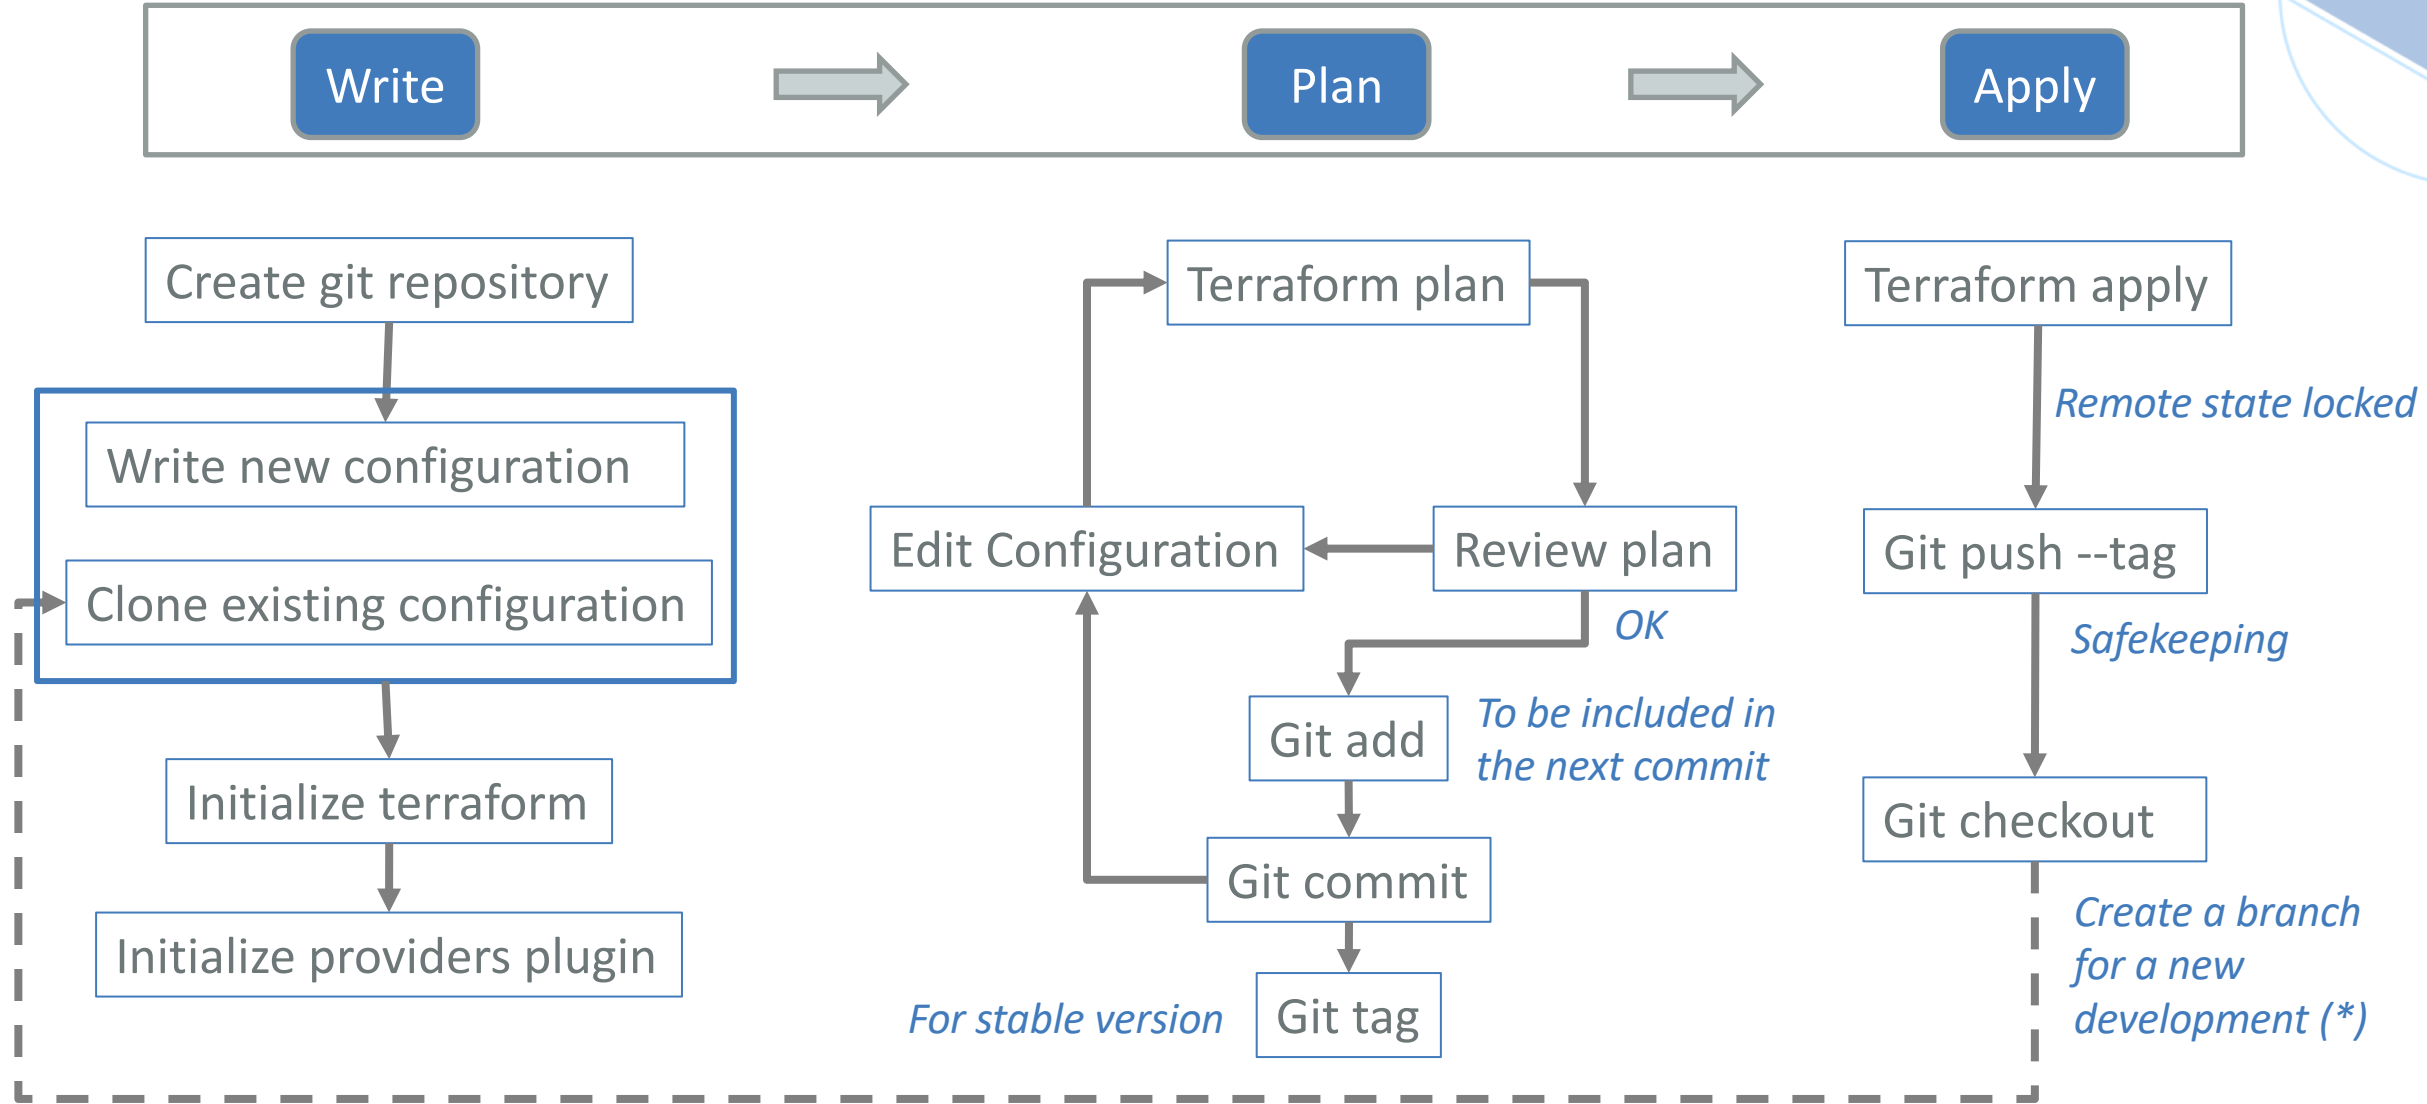 Write
Plan
Apply
Create git repository
Write new configuration
Clone existing configuration
Initialize terraform
Initialize providers plugin
Terraform plan
Edit Configuration
Review plan
OK
Git add
To be included in
the next commit
Git commit
For stable version
Git tag
Terraform apply
Remote state locked
Git push --tag
Safekeeping
Git checkout
Create a branch
for a new
development (*)